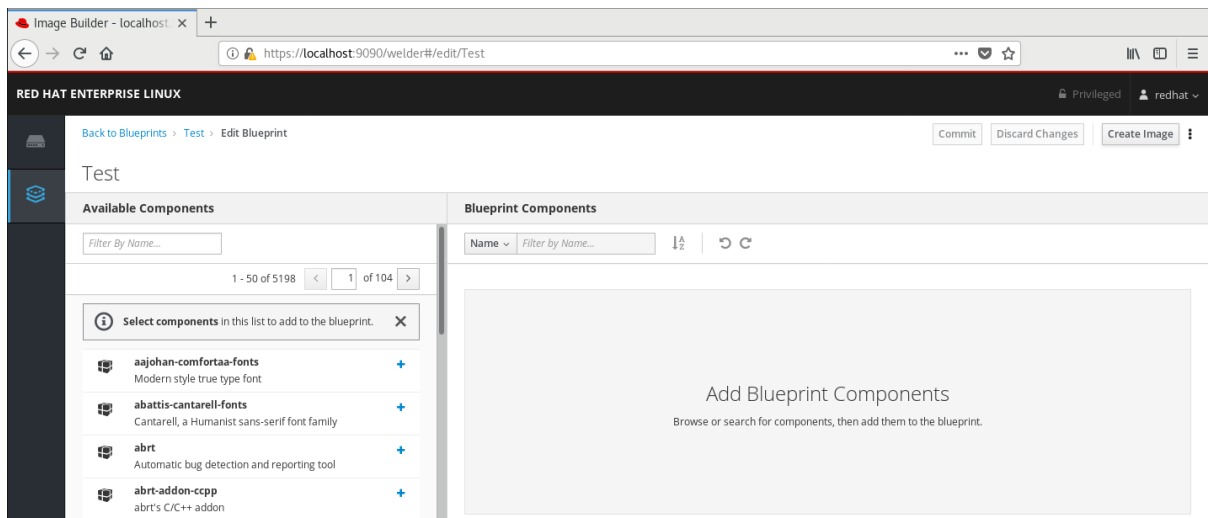 Image Builder - localhost.
https://localhost:9090/welder#/edit/Test
RED HAT ENTERPRISE LINUX
Privileged
redhat
Back to Blueprints › Test › Edit Blueprint
Commit
Discard Changes
Create Image
Test
Available Components
Blueprint Components
Filter By Name...
Name
Filter by Name...
1 - 50 of 5198
1 of 104
Select components in this list to add to the blueprint.
aajohan-comfortaa-fonts
Modern style true type font
abattis-cantarell-fonts
Cantarell, a Humanist sans-serif font family
abrt
Automatic bug detection and reporting tool
abrt-addon-ccpp
abrt's C/C++ addon
Add Blueprint Components
Browse or search for components, then add them to the blueprint.